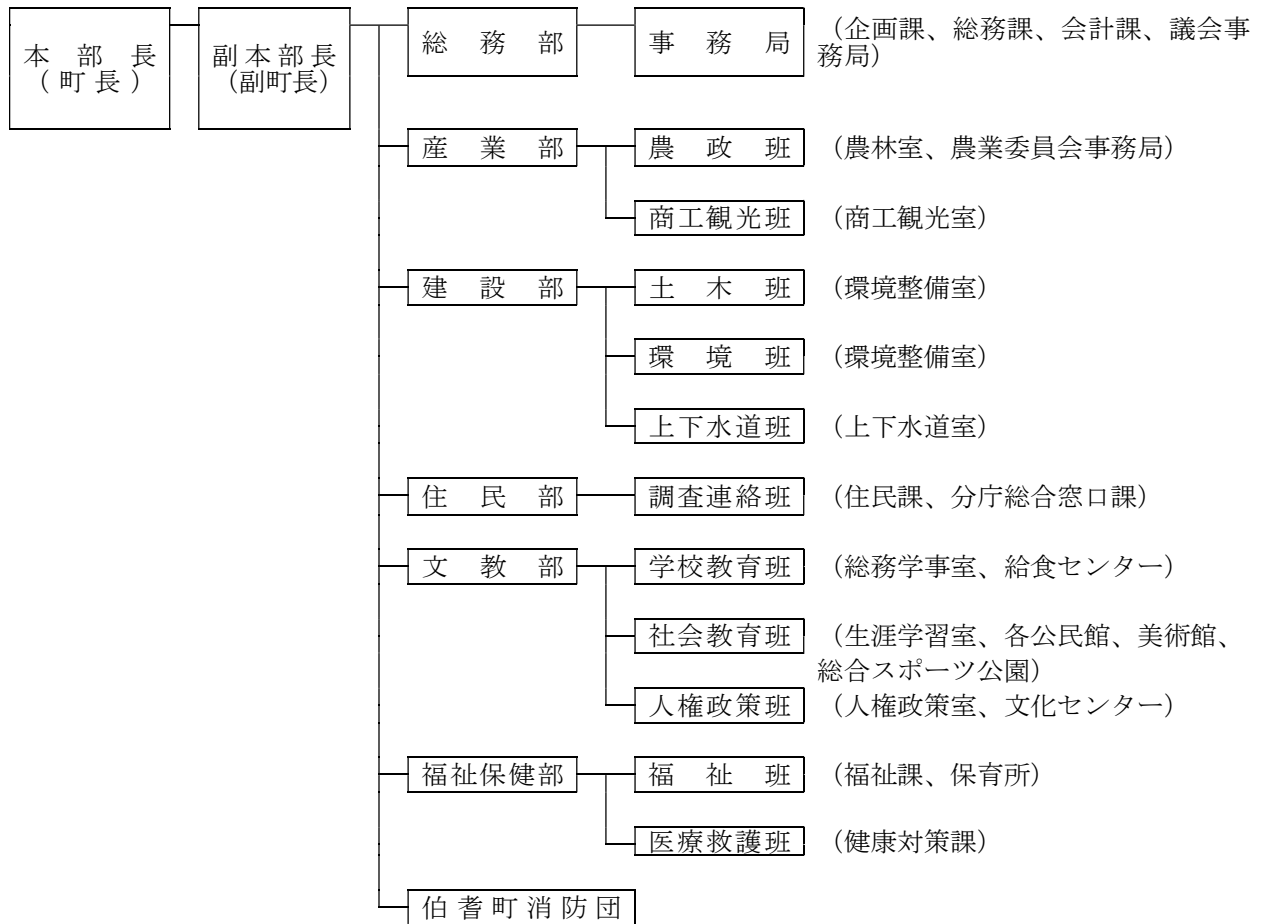 本部長
(町長)
副本部長
(副町長)
総務部
事務局
(企画課、総務課、会計課、議会事
務局)
産業部
農政班
(農林室、農業委員会事務局)
商工観光班
(商工観光室)
建設部
土木班
(環境整備室)
環境班
(環境整備室)
上下水道班
(上下水道室)
住民部
調査連絡班
(住民課、分庁総合窓口課)
文教部
学校教育班
(総務学事室、給食センター)
社会教育班
(生涯学習室、各公民館、美術館、
総合スポーツ公園)
人権政策班
(人権政策室、文化センター)
福祉保健部
福祉班
(福祉課、保育所)
医療救護班
(健康対策課)
伯耆町消防団